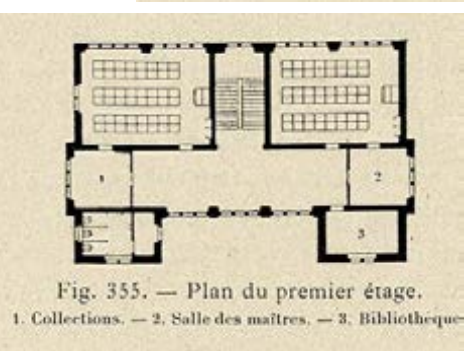 1
2
3
Fig. 355. — Plan du premier étage.
1. Collections. — 2. Salle des maîtres. — 3. Bibliothèque-